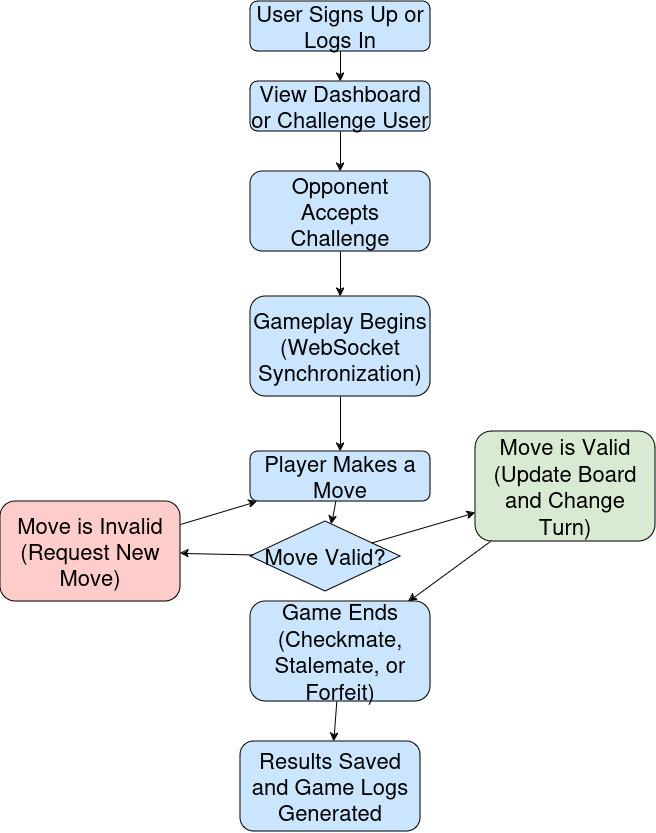 User Signs Up or
Logs In
View Dashboard
or Challenge User
Opponent
Accepts
Challenge
Gameplay Begins
(WebSocket
Synchronization)
Player Makes a
Move
Move is Valid
(Update Board
and Change
Turn)
Move is Invalid
(Request New
Move)
Move Valid?
Game Ends
(Checkmate,
Stalemate, or
Forfeit)
Results Saved
and Game Logs
Generated